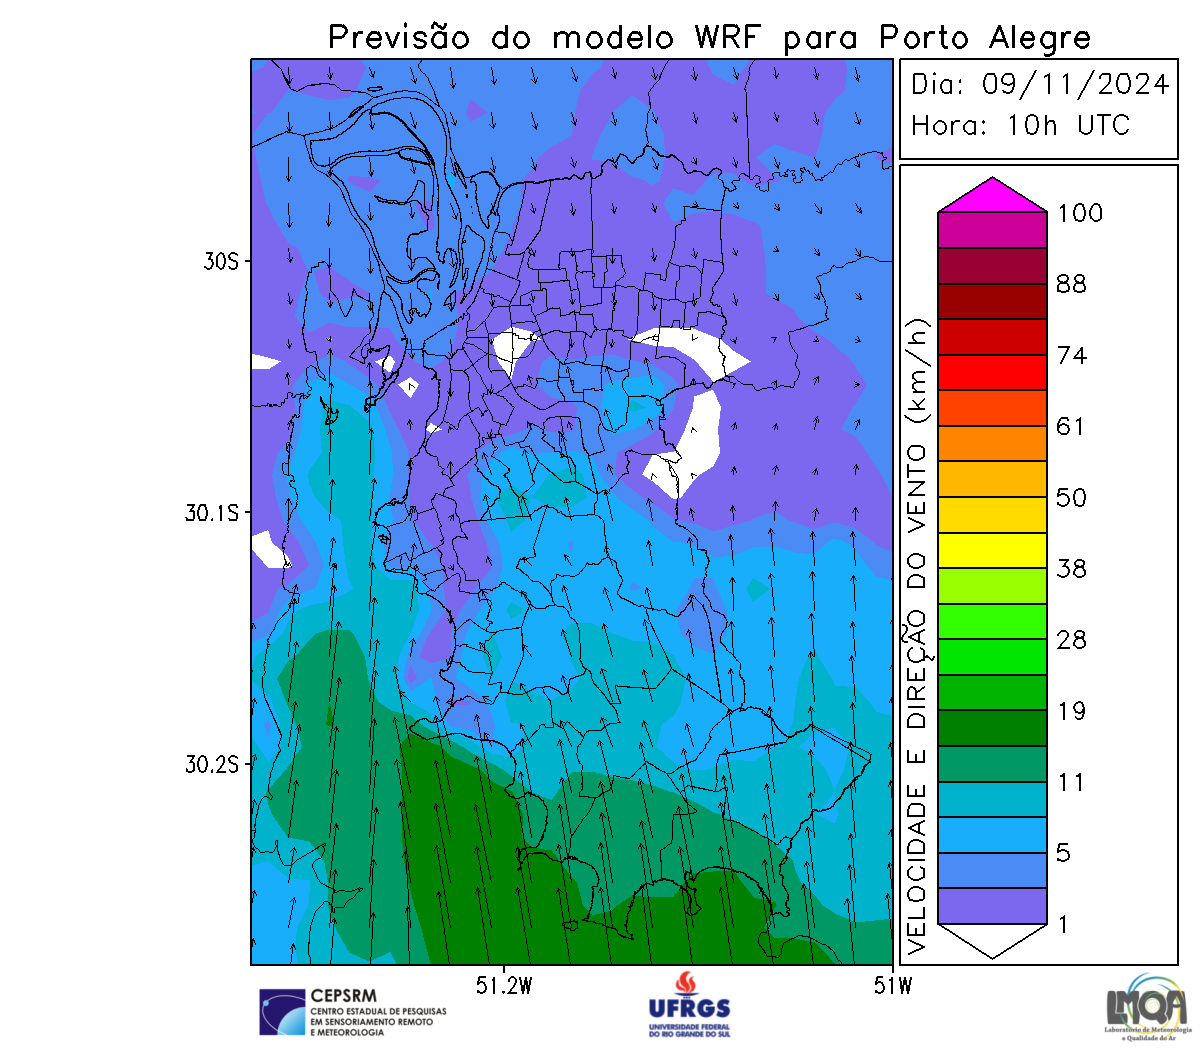 Previsão do modelo WRF para Porto Alegre
Dia: 09/11/2024
Hora: 10h UTC
30S
30.1S
30.2S
51.2W
51W
VELOCIDADE E DIREÇÃO DO VENTO (km/h)
100
88
74
61
50
38
28
19
11
5
1
CEPSRM
CENTRO ESTADUAL DE PESQUISAS
EM SENSORIAMENTO REMOTO
E METEOROLOGIA
UFRGS
UNIVERSIDADE FEDERAL
DO RIO GRANDE DO SUL
LMQA
Laboratório de Meteorologia
e Qualidade do Ar